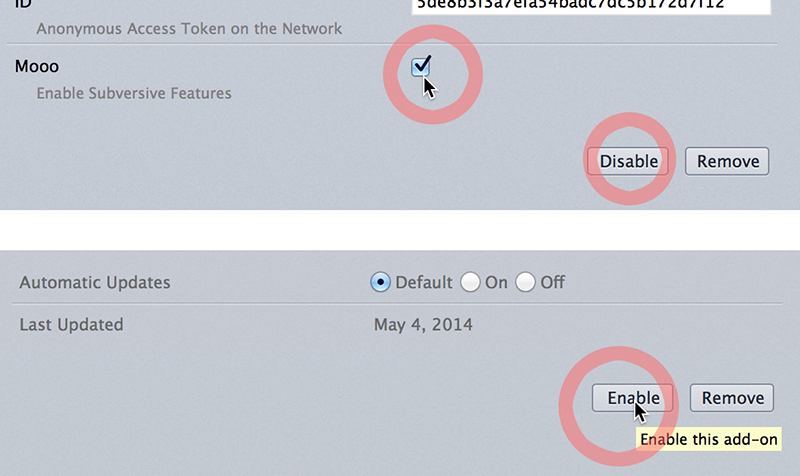 ID
5de8b3f3a7efa54badc7dc5b172d7f12
Anonymous Access Token on the Network
Mooo
Enable Subversive Features
Disable Remove
Automatic Updates Default On Off
Last Updated May 4, 2014
Enable Remove
Enable this add-on